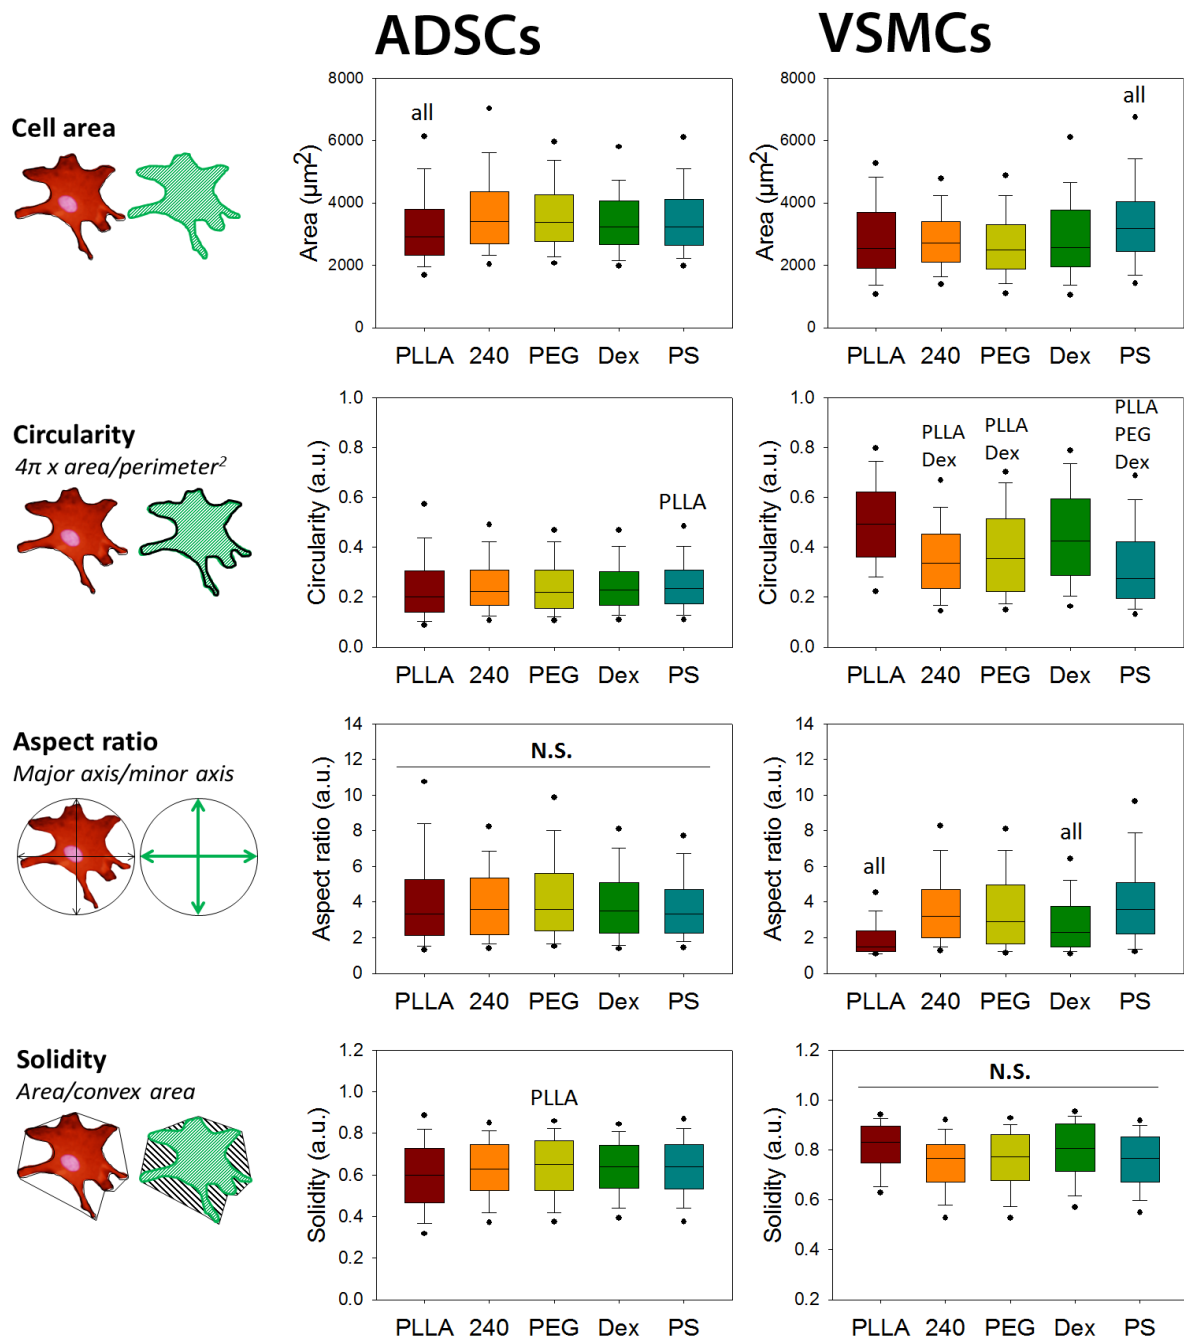 ADSCs
VSMCs
Cell area
Area (µm²)
8000
6000
4000
2000
0
all
PLLA 240 PEG Dex PS
Area (µm²)
8000
6000
4000
2000
0
all
PLLA 240 PEG Dex PS
Circularity
4π x area/perimeter²
Circularity (a.u.)
1.0
0.8
0.6
0.4
0.2
0.0
PLLA
PLLA 240 PEG Dex PS
Circularity (a.u.)
1.0
0.8
0.6
0.4
0.2
0.0
PLLA
Dex
PLLA
Dex
PLLA
PEG
Dex
PLLA 240 PEG Dex PS
Aspect ratio
Major axis/minor axis
Aspect ratio (a.u.)
14
12
10
8
6
4
2
0
N.S.
PLLA 240 PEG Dex PS
Aspect ratio (a.u.)
14
12
10
8
6
4
2
0
all
all
PLLA 240 PEG Dex PS
Solidity
Area/convex area
Solidity (a.u.)
1.2
1.0
0.8
0.6
0.4
0.2
0.0
PLLA
PLLA 240 PEG Dex PS
Solidity (a.u.)
1.2
1.0
0.8
0.6
0.4
0.2
N.S.
PLLA 240 PEG Dex PS